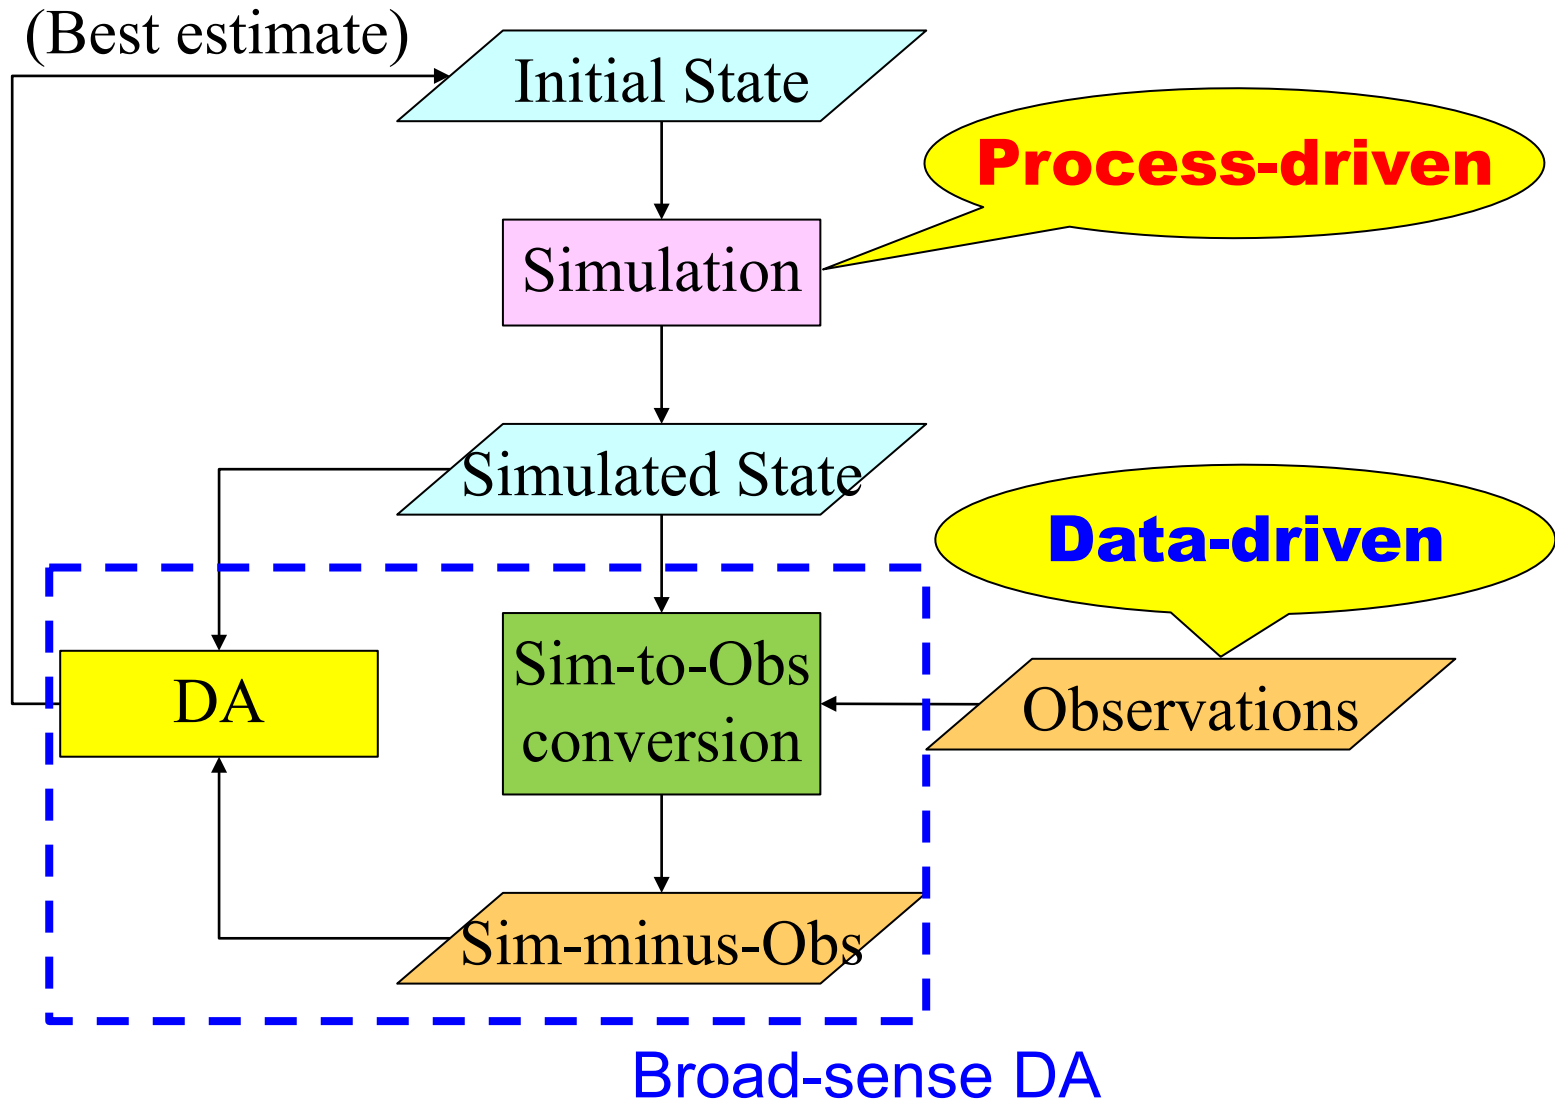 (Best estimate)
Initial State
Process-driven
Simulation
Simulated State
Data-driven
DA
Sim-to-Obs
conversion
Observations
Sim-minus-Obs
Broad-sense DA